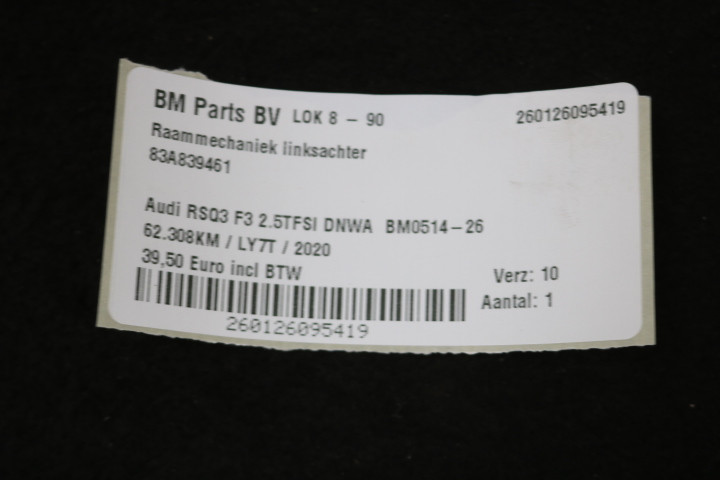 BM Parts BV LOK 8 - 90 260126095419
Raammechaniek linksachter
83A839461
Audi RSQ3 F3 2.5TFSI DNWA BM0514-26
62.308KM / LY7T / 2020
39,50 Euro incl BTW
Verz: 10
Aantal: 1
260126095419